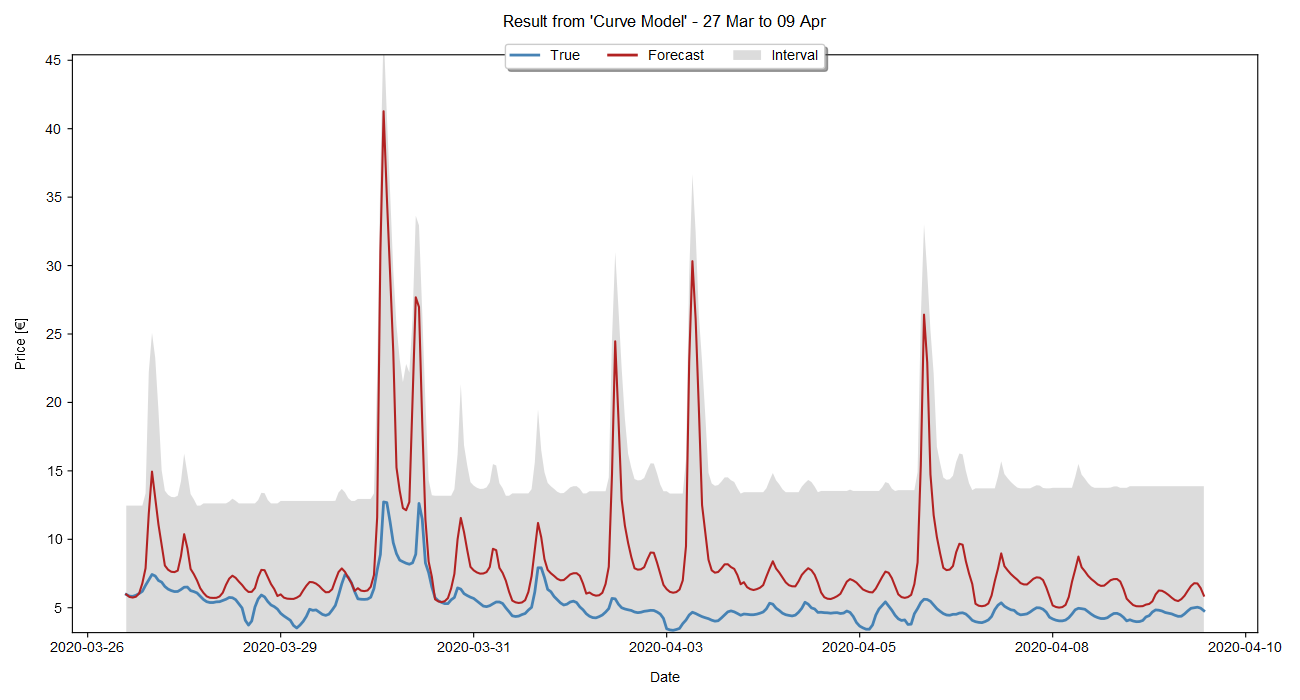 Result from 'Curve Model' - 27 Mar to 09 Apr
True Forecast Interval
45
40
35
30
25
20
15
10
5
Price [€]
2020-03-26 2020-03-29 2020-03-31 2020-04-03 2020-04-05 2020-04-08 2020-04-10
Date